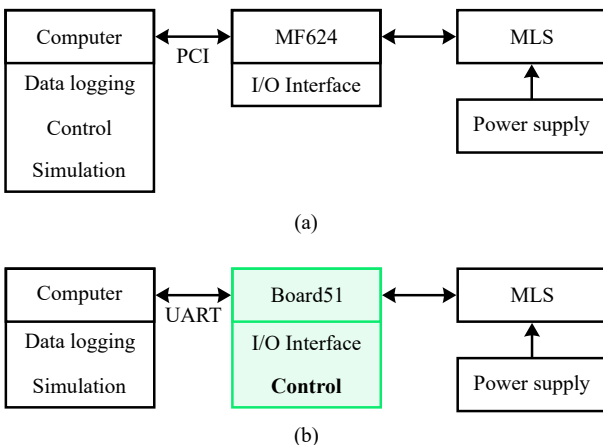 Computer
MF624
MLS
PCI
Data logging
I/O Interface
Control
Power supply
Simulation
(a)
Computer
Board51
MLS
UART
Data logging
I/O Interface
Simulation
Control
Power supply
(b)